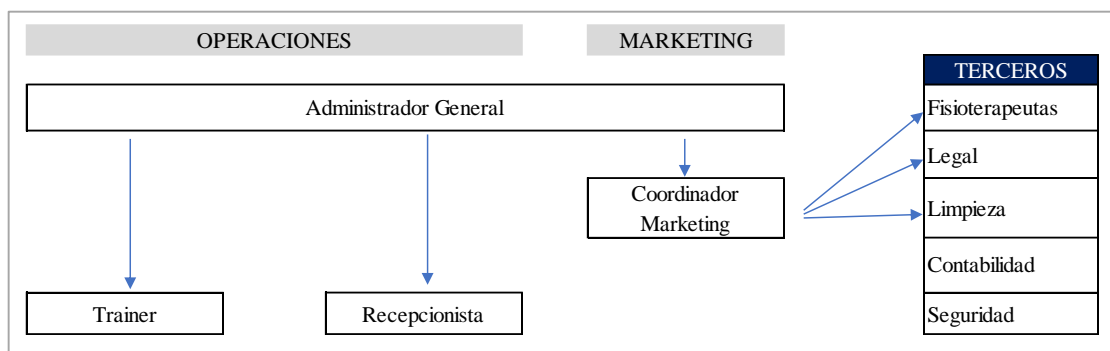 OPERACIONES
MARKETING
TERCEROS
Administrador General
Fisioterapeutas
Legal
Coordinador
Marketing
Limpieza
Contabilidad
Trainer
Recepcionista
Seguridad